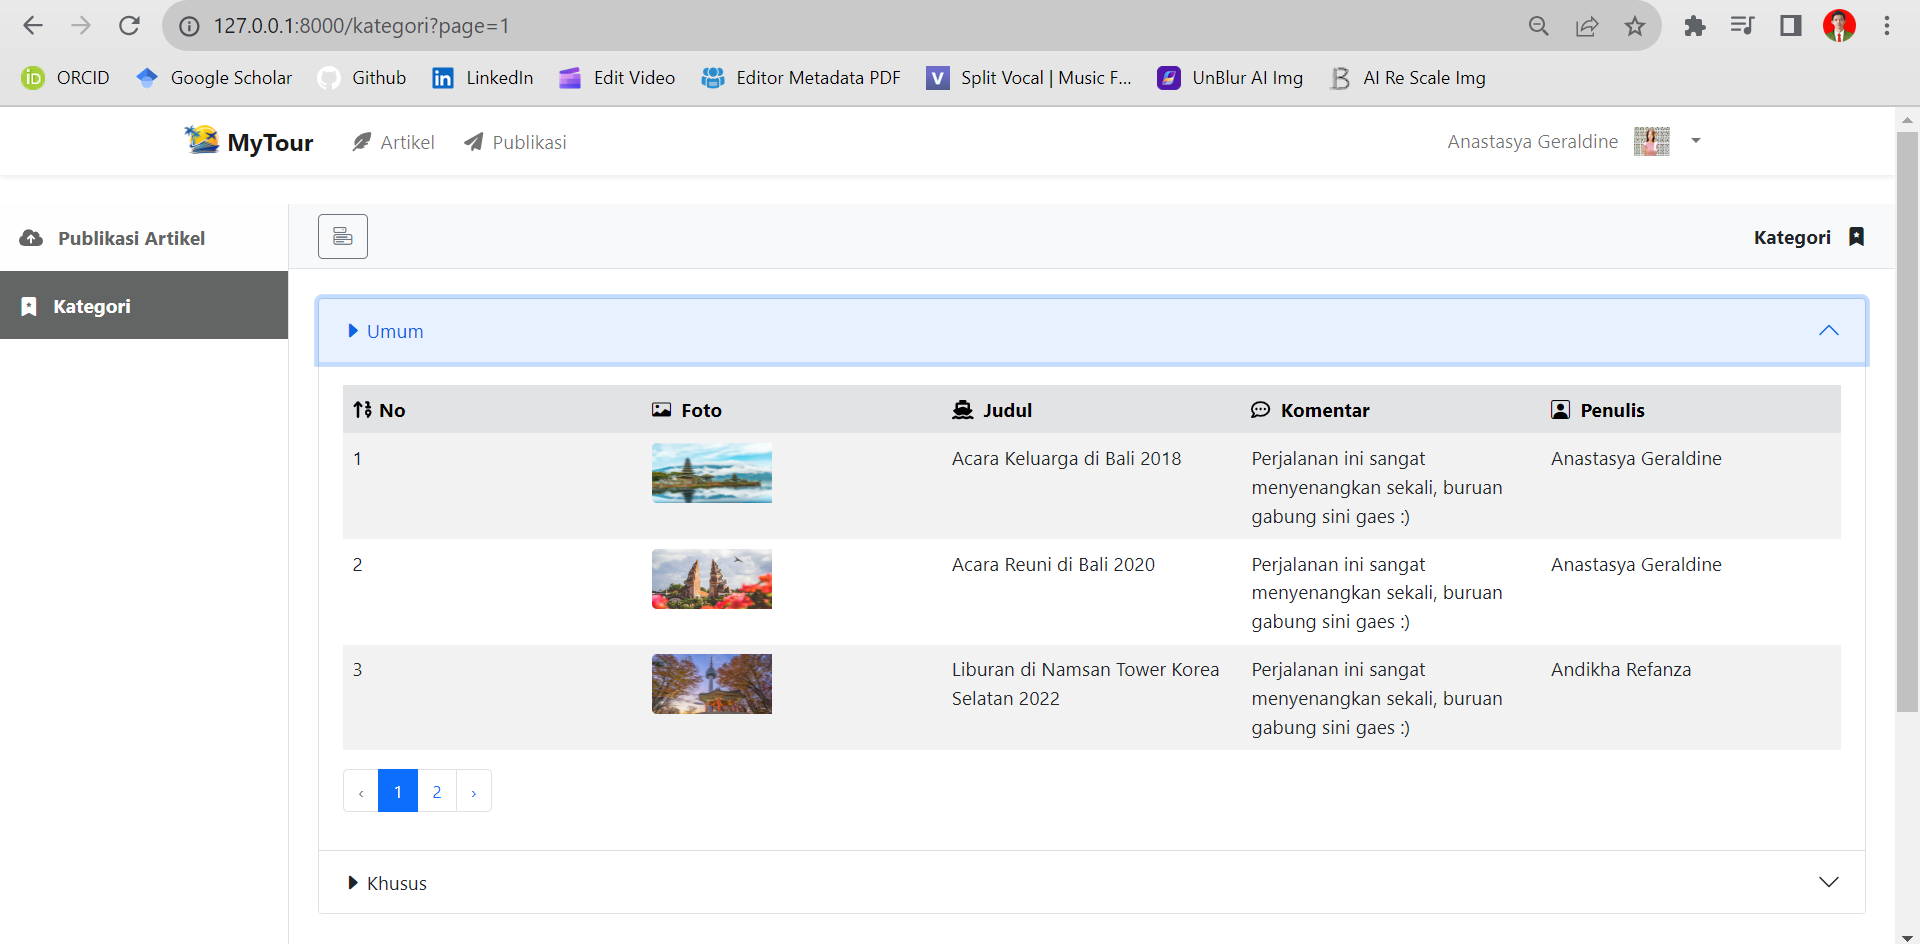 127.0.0.1:8000/kategori?page=1
ORCID Google Scholar Github LinkedIn Edit Video Editor Metadata PDF Split Vocal | Music F... UnBlur AI Img AI Re Scale Img
MyTour Artikel Publikasi Anastasya Geraldine
Publikasi Artikel
Kategori
Kategori
Umum
No Foto Judul Komentar Penulis
1 Acara Keluarga di Bali 2018 Perjalanan ini sangat Anastasya Geraldine
menyenangkan sekali, buruan
gabung sini gaes :)
2 Acara Reuni di Bali 2020 Perjalanan ini sangat Anastasya Geraldine
menyenangkan sekali, buruan
gabung sini gaes :)
3 Liburan di Namsan Tower Korea Perjalanan ini sangat Andikha Refanza
Selatan 2022 menyenangkan sekali, buruan
gabung sini gaes :)
‹ 1 2 ›
Khusus